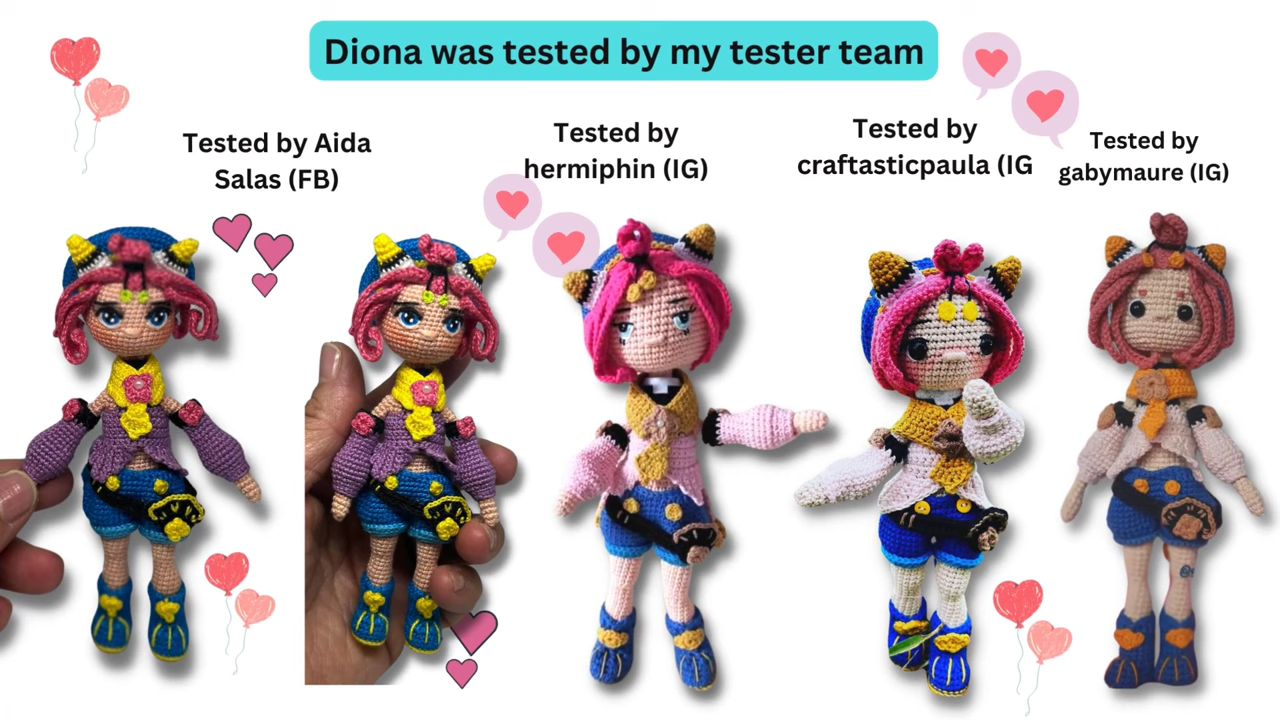 Diona was tested by my tester team
Tested by Aida
Salas (FB)
Tested by
hermiphin (IG)
Tested by
craftasticpaula (IG
Tested by
gabymaure (IG)